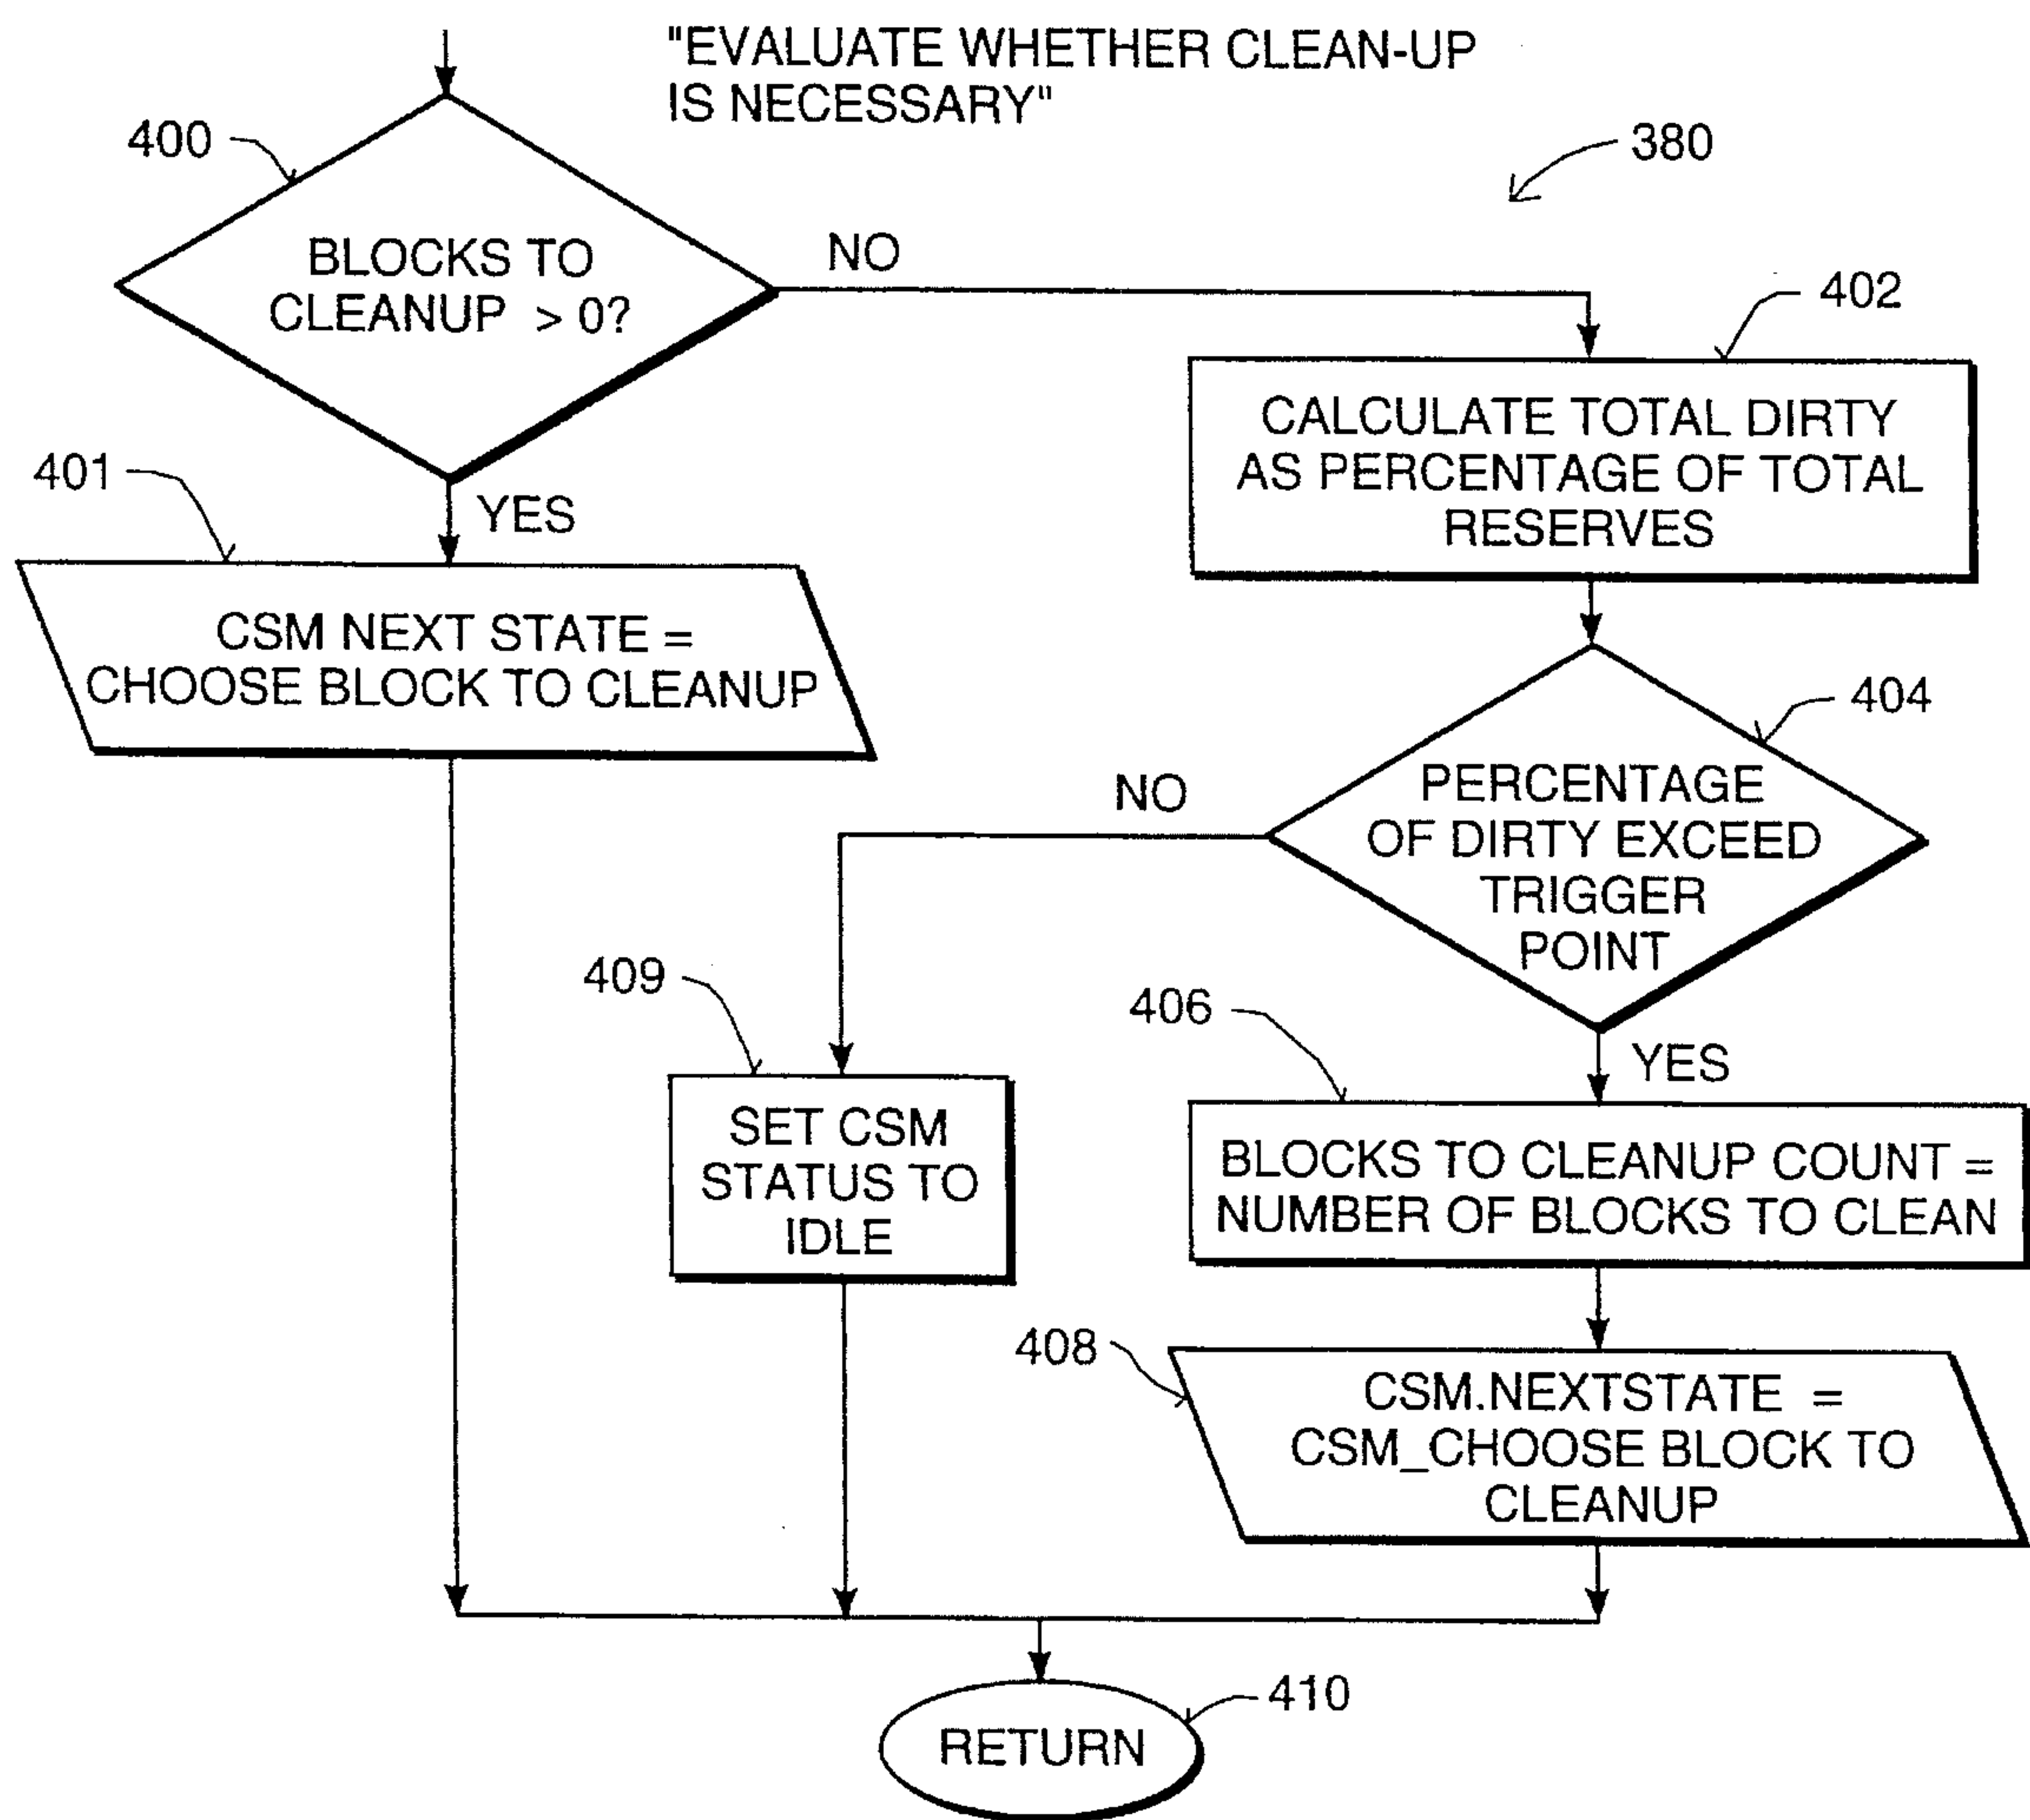 "EVALUATE WHETHER CLEAN-UP
IS NECESSARY"
380
400
BLOCKS TO
CLEANUP > 0?
NO
402
CALCULATE TOTAL DIRTY
AS PERCENTAGE OF TOTAL
RESERVES
401
YES
CSM NEXT STATE =
CHOOSE BLOCK TO CLEANUP
404
PERCENTAGE
OF DIRTY EXCEED
TRIGGER
POINT
NO
409
SET CSM
STATUS TO
IDLE
406
YES
BLOCKS TO CLEANUP COUNT =
NUMBER OF BLOCKS TO CLEAN
408
CSM.NEXTSTATE =
CSM_CHOOSE BLOCK TO
CLEANUP
410
RETURN